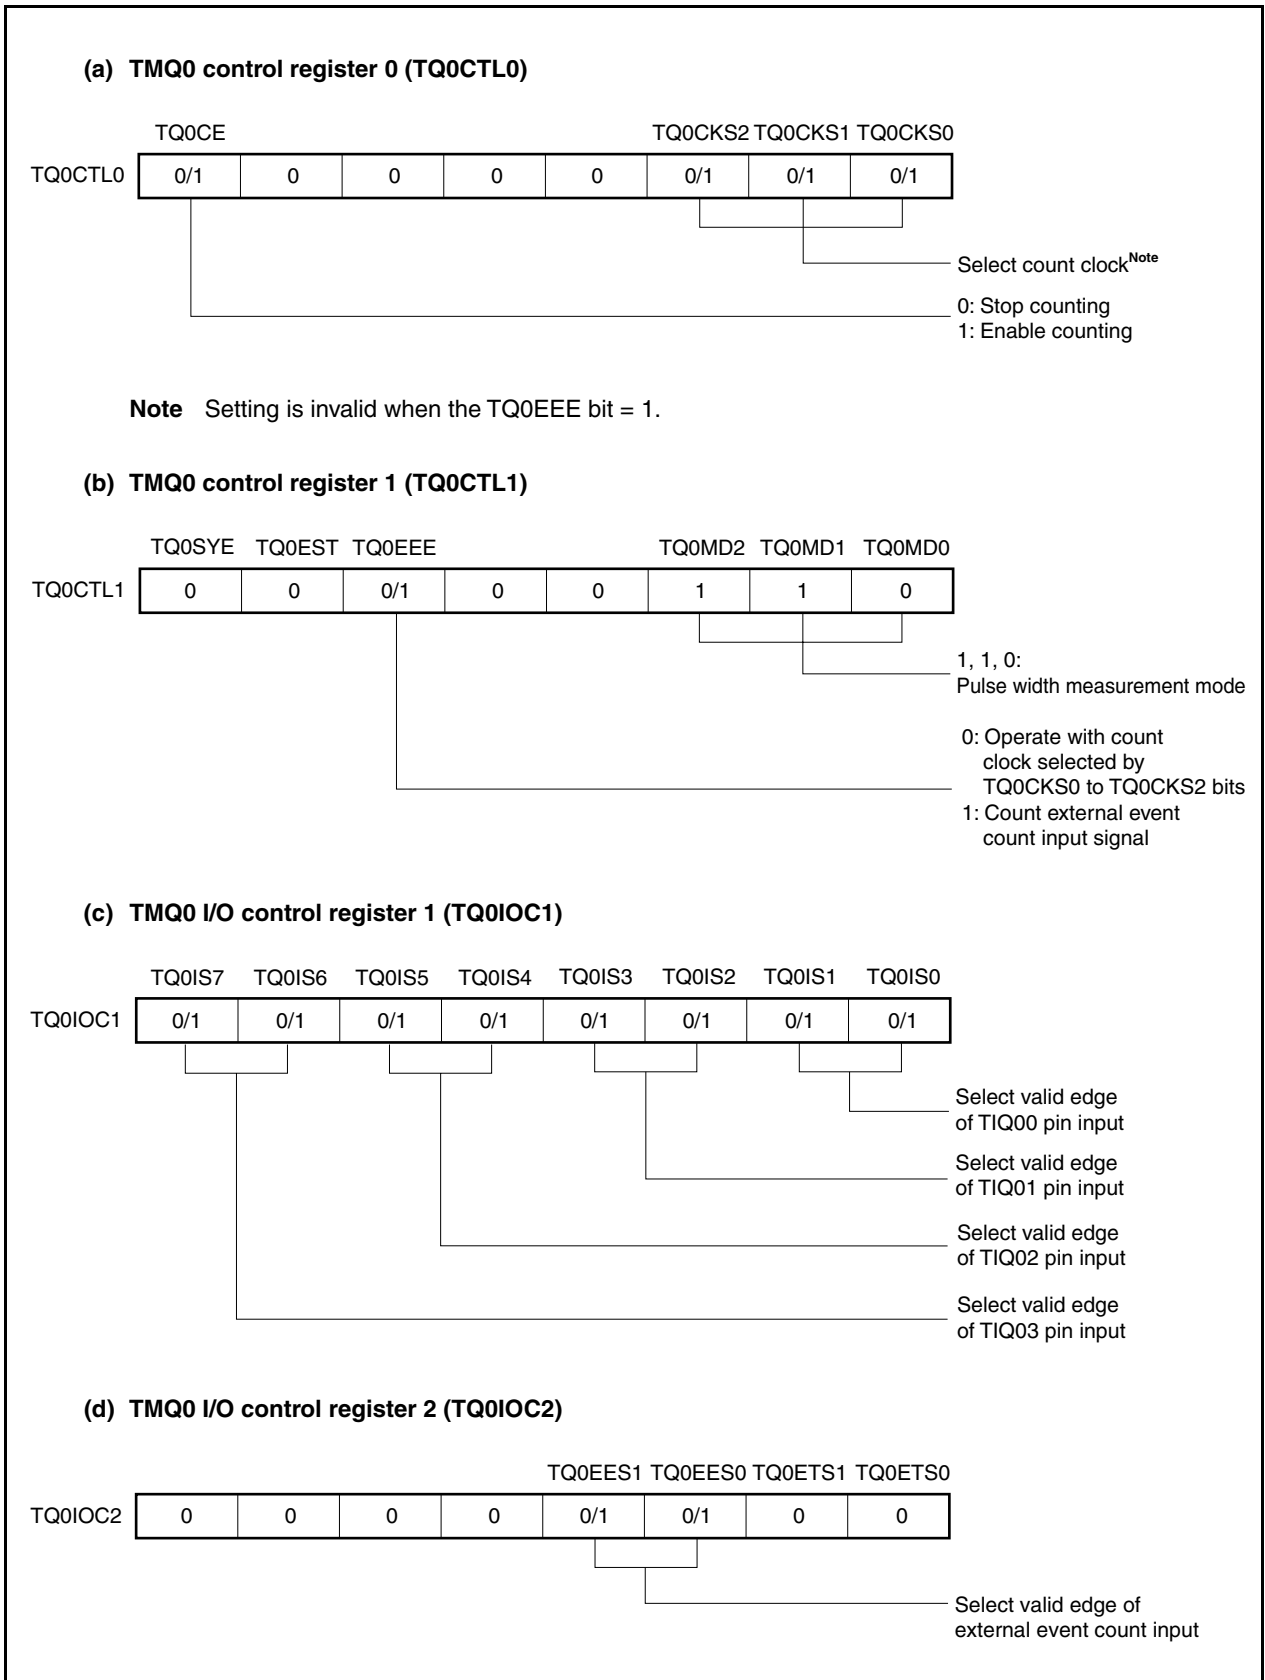 (a) TMQ0 control register 0 (TQ0CTL0)
TQ0CE TQ0CKS2 TQ0CKS1 TQ0CKS0
TQ0CTL0 0/1 0 0 0 0 0/1 0/1 0/1
Select count clockNote
0: Stop counting
1: Enable counting
Note Setting is invalid when the TQ0EEE bit = 1.
(b) TMQ0 control register 1 (TQ0CTL1)
TQ0SYE TQ0EST TQ0EEE TQ0MD2 TQ0MD1 TQ0MD0
TQ0CTL1 0 0 0/1 0 0 1 1 0
1, 1, 0:
Pulse width measurement mode
0: Operate with count
clock selected by
TQ0CKS0 to TQ0CKS2 bits
1: Count external event
count input signal
(c) TMQ0 I/O control register 1 (TQ0IOC1)
TQ0IS7 TQ0IS6 TQ0IS5 TQ0IS4 TQ0IS3 TQ0IS2 TQ0IS1 TQ0IS0
TQ0IOC1 0/1 0/1 0/1 0/1 0/1 0/1 0/1 0/1
Select valid edge
of TIQ00 pin input
Select valid edge
of TIQ01 pin input
Select valid edge
of TIQ02 pin input
Select valid edge
of TIQ03 pin input
(d) TMQ0 I/O control register 2 (TQ0IOC2)
TQ0EES1 TQ0EES0 TQ0ETS1 TQ0ETS0
TQ0IOC2 0 0 0 0 0/1 0/1 0 0
Select valid edge of
external event count input